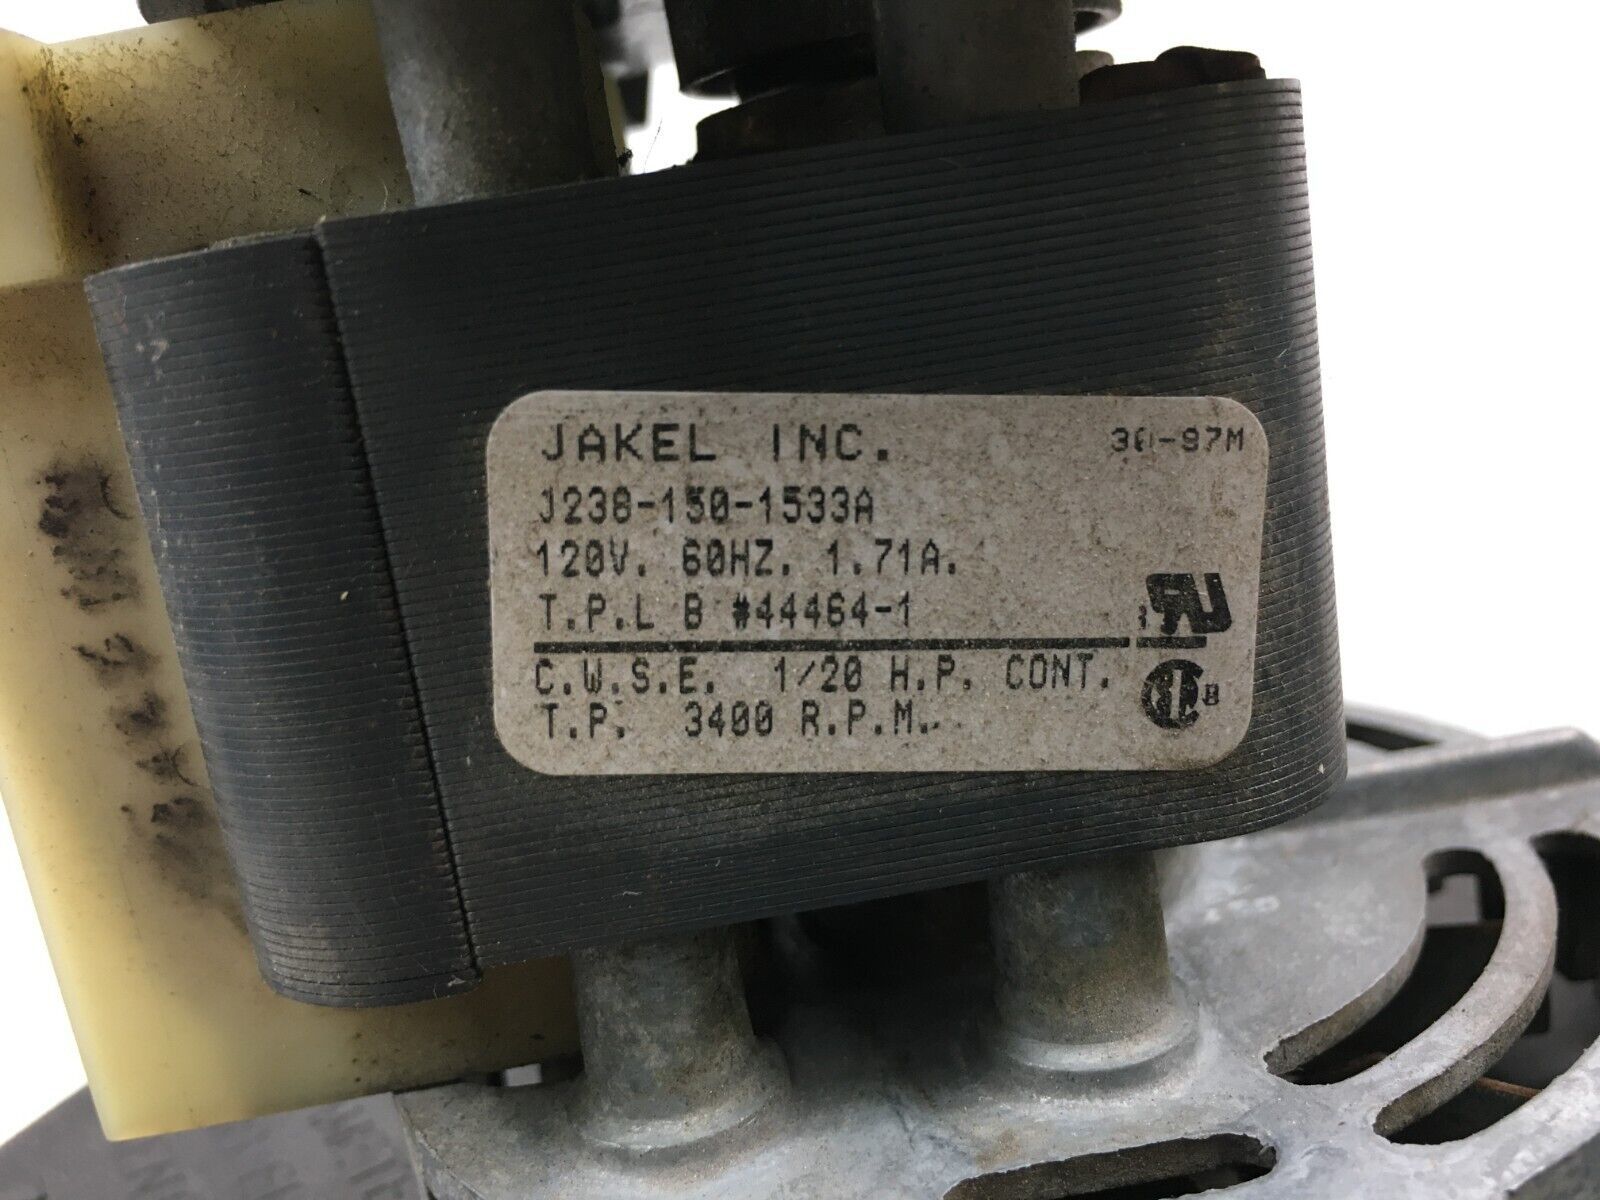 JAKEL INC. 30-97M
J238-150-1533A
120V. 60HZ. 1.71A.
T.P.L B #44464-1
C.W.S.E. 1/20 H.P. CONT.
T.P. 3400 R.P.M.